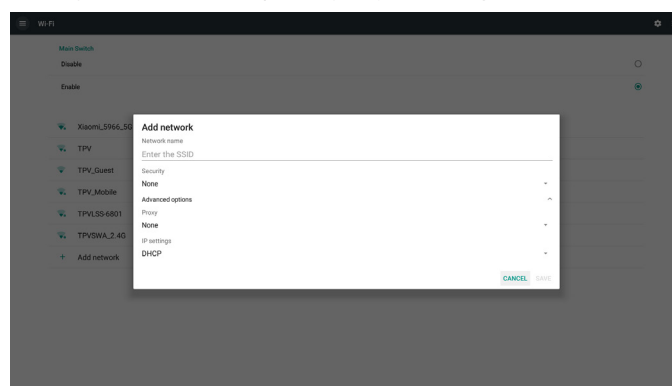 Wi-Fi
Main Switch
Disable
Enable
Xiaomi_5966_5G
TPV
TPV_Guest
TPV_Mobile
TPVLSS-6801
TPVSWA_2.4G
Add network
Add network
Network name
Enter the SSID
Security
None
Advanced options
Proxy
None
IP settings
DHCP
CANCEL SAVE